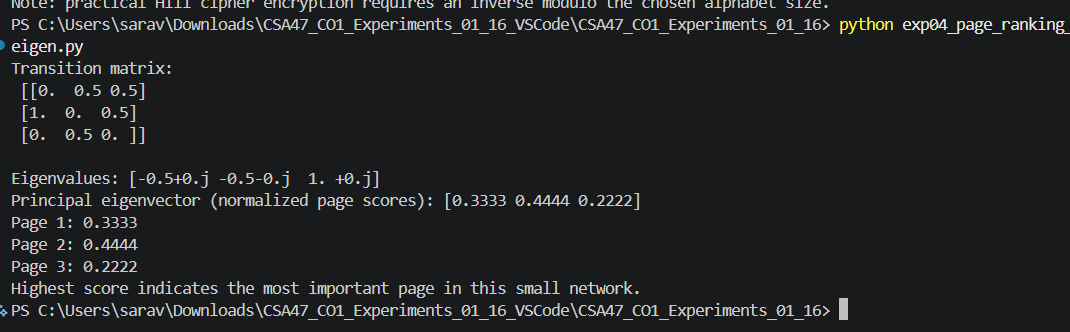 Note: practical Hill cipher encryption requires an inverse modulo the chosen alphabet size.
PS C:\Users\sarav\Downloads\CSA47_CO1_Experiments_01_16_VSCode\CSA47_CO1_Experiments_01_16> python exp04_page_ranking_
eigen.py
Transition matrix:
[[0.  0.5 0.5]
[1.  0.  0.5]
[0.  0.5 0. ]]
Eigenvalues: [-0.5+0.j -0.5-0.j  1. +0.j]
Principal eigenvector (normalized page scores): [0.3333 0.4444 0.2222]
Page 1: 0.3333
Page 2: 0.4444
Page 3: 0.2222
Highest score indicates the most important page in this small network.
PS C:\Users\sarav\Downloads\CSA47_CO1_Experiments_01_16_VSCode\CSA47_CO1_Experiments_01_16>